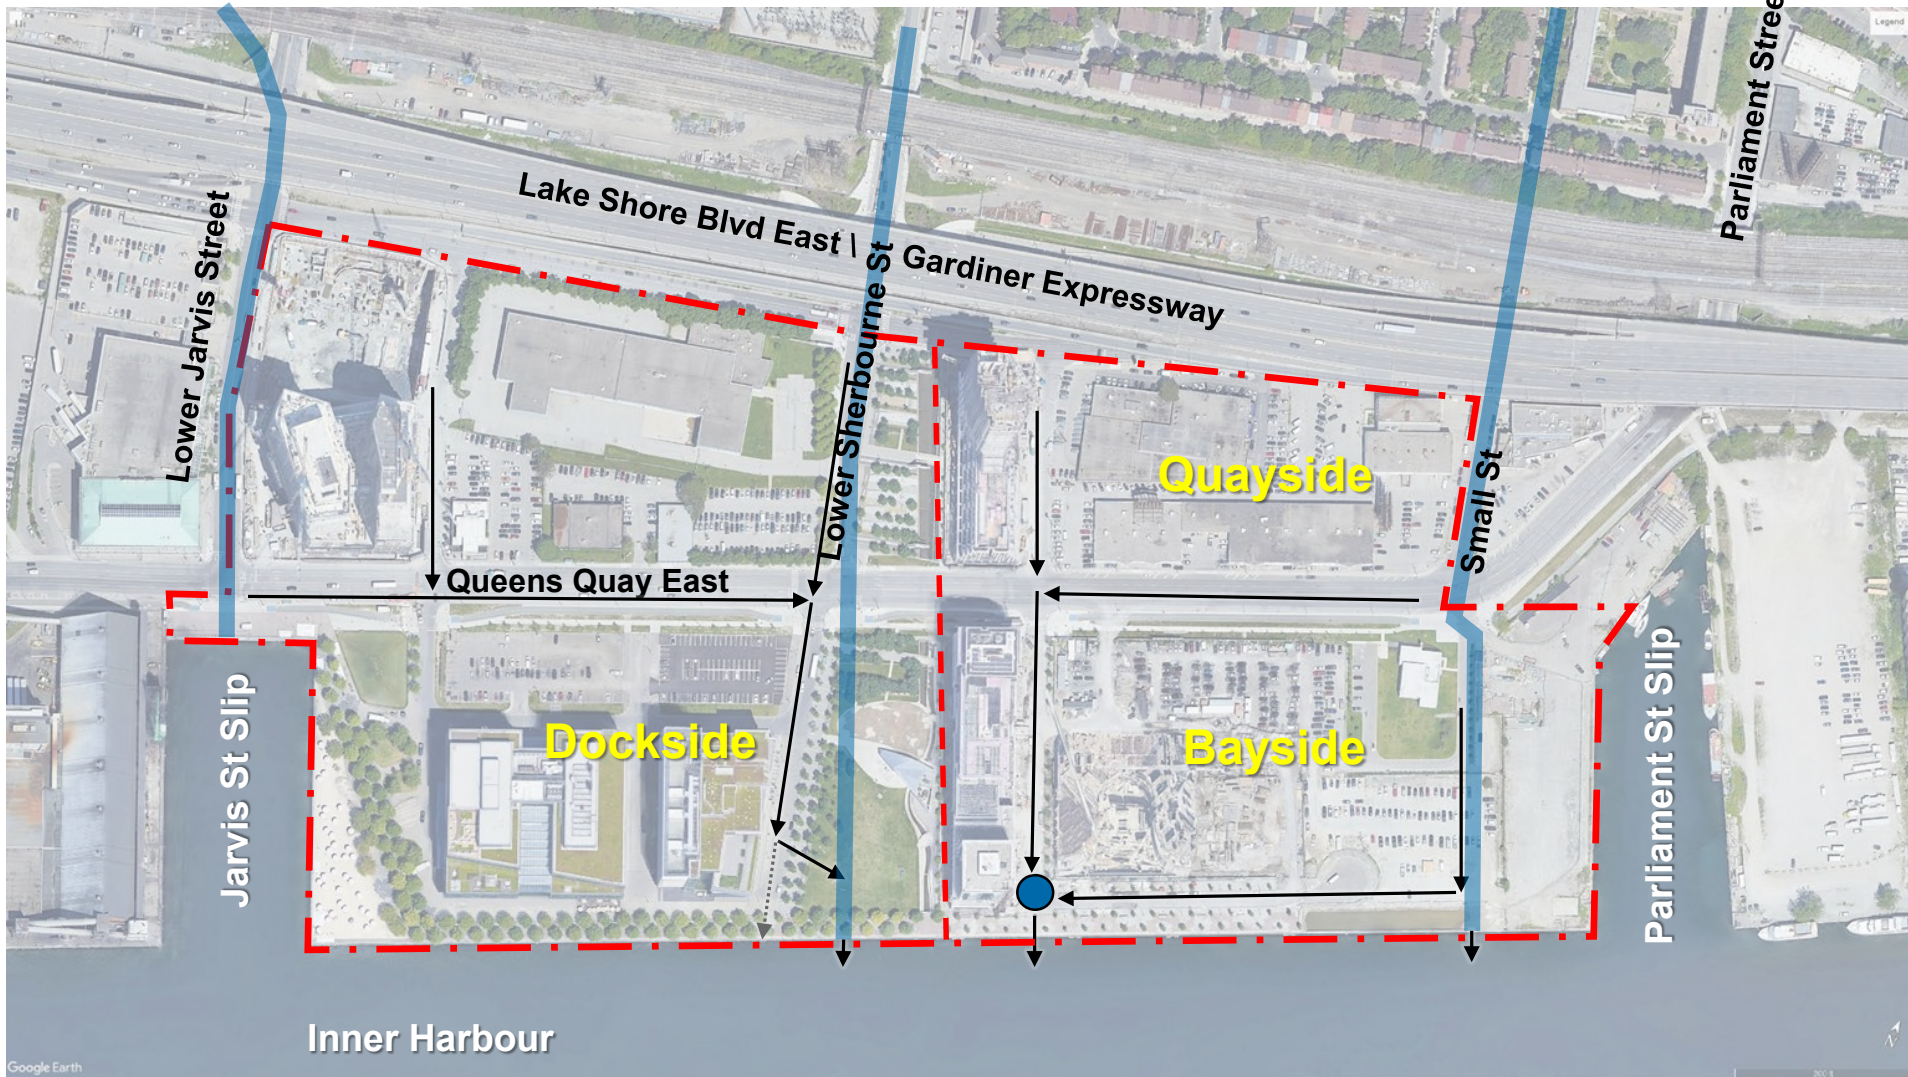 Legend
Parliament Stree
Lower Jarvis Street
Lake Shore Blvd East \ Gardiner Expressway
Lower Sherbourne St
Quayside
Small St
Queens Quay East
Dockside
Bayside
Jarvis St Slip
Parliament St Slip
Inner Harbour
N
Google Earth